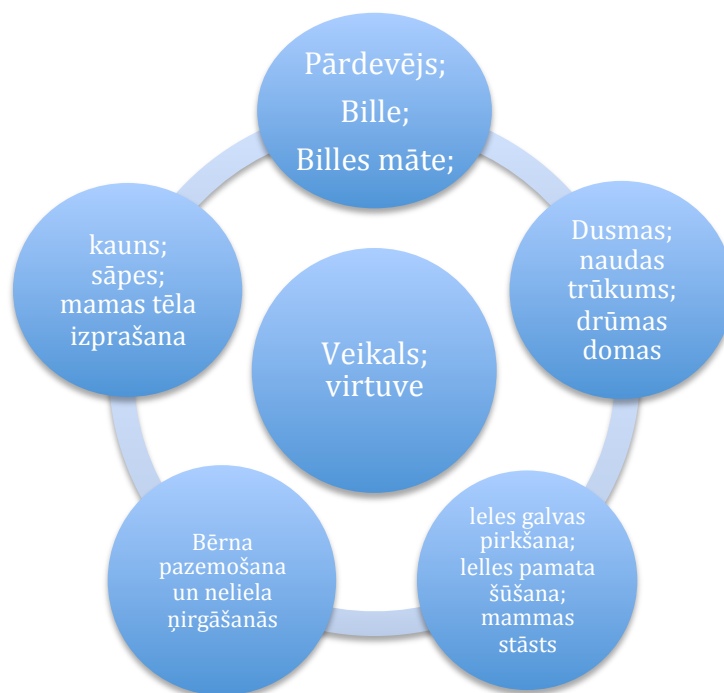 Pārdevējs;
Bille;
Billes māte;
Dusmas;
naudas
trūkums;
drūmas
domas
leles galvas
pirkšana;
lelles pamata
šūšana;
mammas
stāsts
Bērna
pazemošana
un neliela
ņirgāšanās
kauns;
sāpes;
mamas tēla
izprašana
Veikals;
virtuve